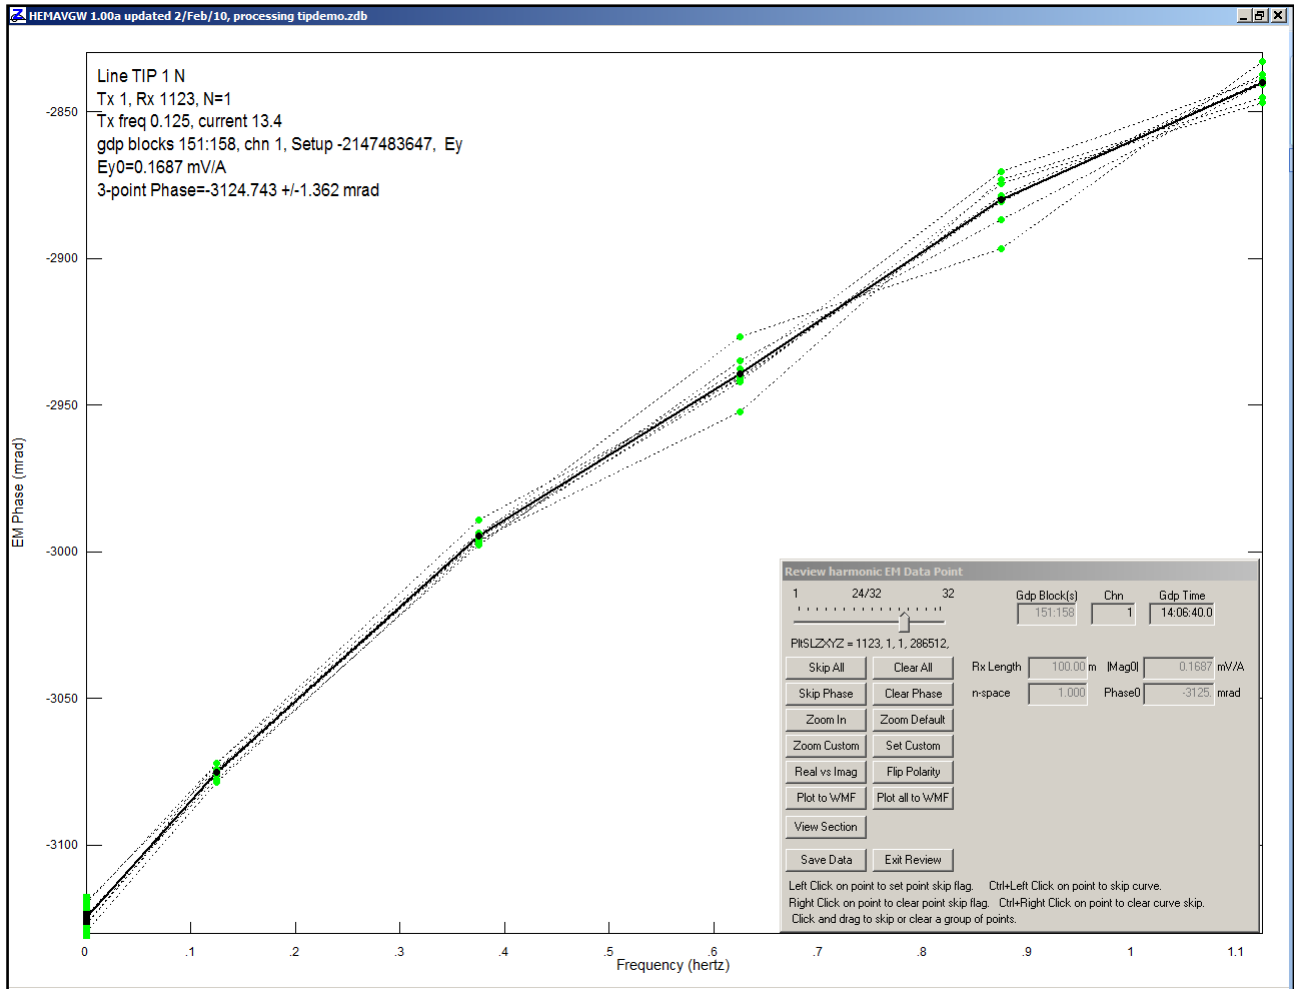 HEMAVGW 1.00a updated 2/Feb/10, processing tipdemo.zdb
Line TIP 1 N
Tx 1, Rx 1123, N=1
Tx freq 0.125, current 13.4
gdp blocks 151:158, chn 1, Setup -2147483647, Ey
Ey0=0.1687 mV/A
3-point Phase=-3124.743 +/-1.362 mrad
-2850
-2900
-2950
-3000
-3050
-3100
EM Phase (mrad)
0 .1 .2 .3 .4 .5 .6 .7 .8 .9 1 1.1
Frequency (hertz)
Review harmonic EM Data Point
1 24/32 32
Gdp Block(s) Chn Gdp Time
151:158 1 14:06:40.0
PltSLZXYZ = 1123, 1, 1, 286512,
Skip All Clear All Rx Length 100.00 m |Mag0| 0.1687 mV/A
Skip Phase Clear Phase n-space 1.000 Phase0 -3125. mrad
Zoom In Zoom Default
Zoom Custom Set Custom
Real vs Imag Flip Polarity
Plot to WMF Plot all to WMF
View Section
Save Data Exit Review
Left Click on point to set point skip flag. Ctrl+Left Click on point to skip curve.
Right Click on point to clear point skip flag. Ctrl+Right Click on point to clear curve skip.
Click and drag to skip or clear a group of points.